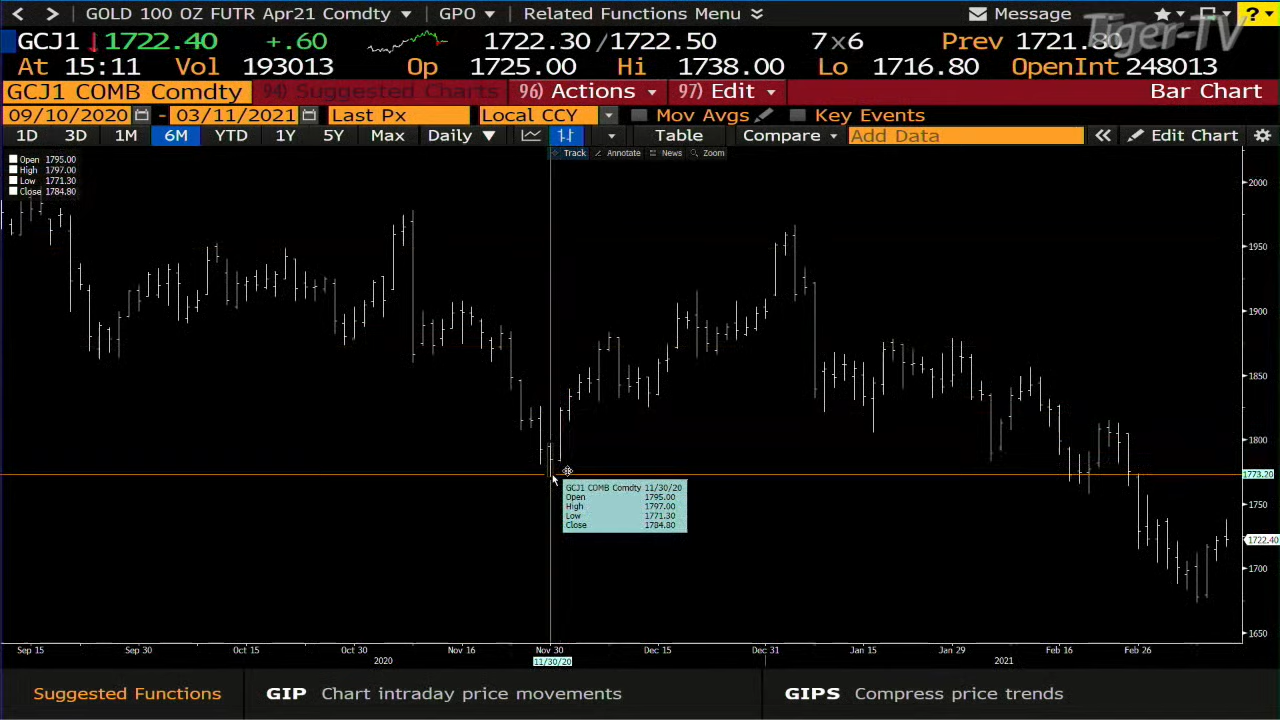 GOLD 100 OZ FUTR Apr21 Comdty GPO Related Functions Menu Message ?
GCJ1 1722.40 +.60 1722.30/1722.50 7x6 Prev 1721.80
Tiger-TV
At 15:11 Vol 193013 Op 1725.00 Hi 1738.00 Lo 1716.80 OpenInt 248013
GCJ1 COMB Comdty 94) Suggested Charts 96) Actions 97) Edit Bar Chart
09/10/2020 - 03/11/2021 Last Px Local CCY Mov Avgs Key Events
1D 3D 1M 6M YTD 1Y 5Y Max Daily Table Compare Add Data Edit Chart
Track Annotate News Zoom
Open 1795.00
High 1797.00
Low 1771.30
Close 1784.80
2000
1950
1900
1850
1800
1773.20
1750
1722.40
1700
1650
GCJ1 COMB Comdty 11/30/20
Open 1795.00
High 1797.00
Low 1771.30
Close 1784.80
Sep 15 Sep 30 Oct 15 Oct 30 Nov 16 Nov 30 Dec 15 Dec 31 Jan 15 Jan 29 Feb 16 Feb 26
2020 11/30/20 2021
Suggested Functions GIP Chart intraday price movements GIPS Compress price trends